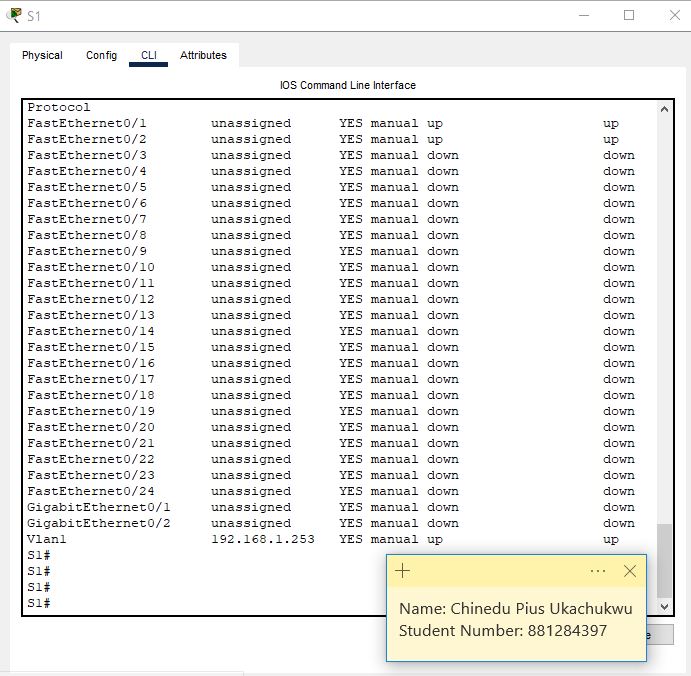 S1
Physical Config CLI Attributes
IOS Command Line Interface
Protocol
FastEthernet0/1 unassigned YES manual up up
FastEthernet0/2 unassigned YES manual up up
FastEthernet0/3 unassigned YES manual down down
FastEthernet0/4 unassigned YES manual down down
FastEthernet0/5 unassigned YES manual down down
FastEthernet0/6 unassigned YES manual down down
FastEthernet0/7 unassigned YES manual down down
FastEthernet0/8 unassigned YES manual down down
FastEthernet0/9 unassigned YES manual down down
FastEthernet0/10 unassigned YES manual down down
FastEthernet0/11 unassigned YES manual down down
FastEthernet0/12 unassigned YES manual down down
FastEthernet0/13 unassigned YES manual down down
FastEthernet0/14 unassigned YES manual down down
FastEthernet0/15 unassigned YES manual down down
FastEthernet0/16 unassigned YES manual down down
FastEthernet0/17 unassigned YES manual down down
FastEthernet0/18 unassigned YES manual down down
FastEthernet0/19 unassigned YES manual down down
FastEthernet0/20 unassigned YES manual down down
FastEthernet0/21 unassigned YES manual down down
FastEthernet0/22 unassigned YES manual down down
FastEthernet0/23 unassigned YES manual down down
FastEthernet0/24 unassigned YES manual down down
GigabitEthernet0/1 unassigned YES manual down down
GigabitEthernet0/2 unassigned YES manual down down
Vlan1 192.168.1.253 YES manual up up
S1#
S1#
S1#
S1#
Name: Chinedu Pius Ukachukwu
Student Number: 881284397